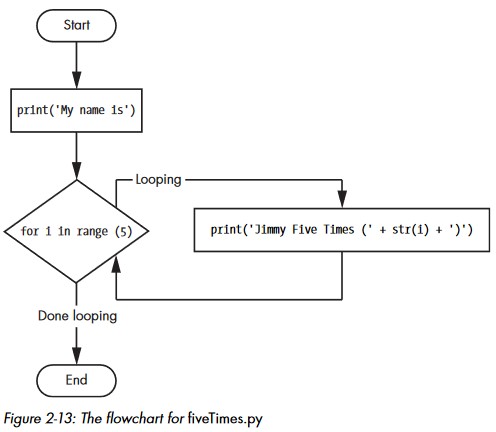 Start
print('My name is')
Looping
for i in range (5)
print('Jimmy Five Times (' + str(i) + ')')
Done looping
End
Figure 2-13: The flowchart for fiveTimes.py